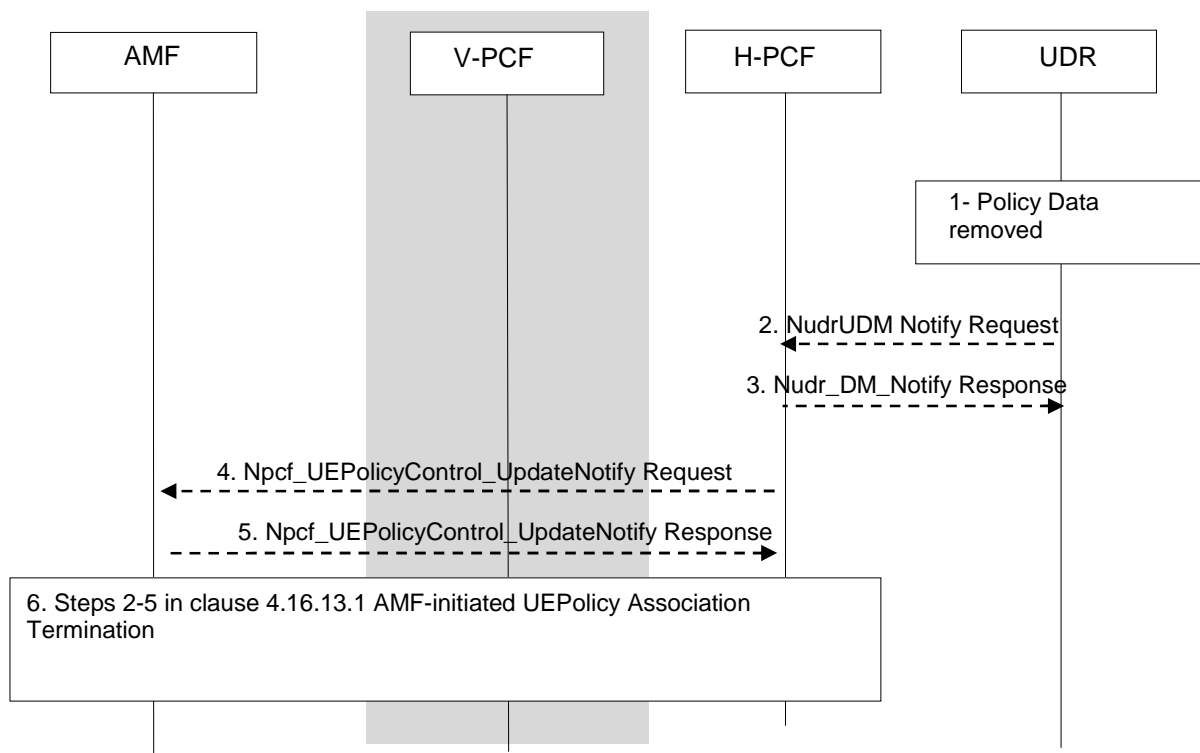 AMF
V-PCF
H-PCF
UDR
1- Policy Data
removed
2. NudrUDM Notify Request
3. Nudr_DM_Notify Response
4. Npcf_UEPolicyControl_UpdateNotify Request
5. Npcf_UEPolicyControl_UpdateNotify Response
6. Steps 2-5 in clause 4.16.13.1 AMF-initiated UEPolicy Association
Termination